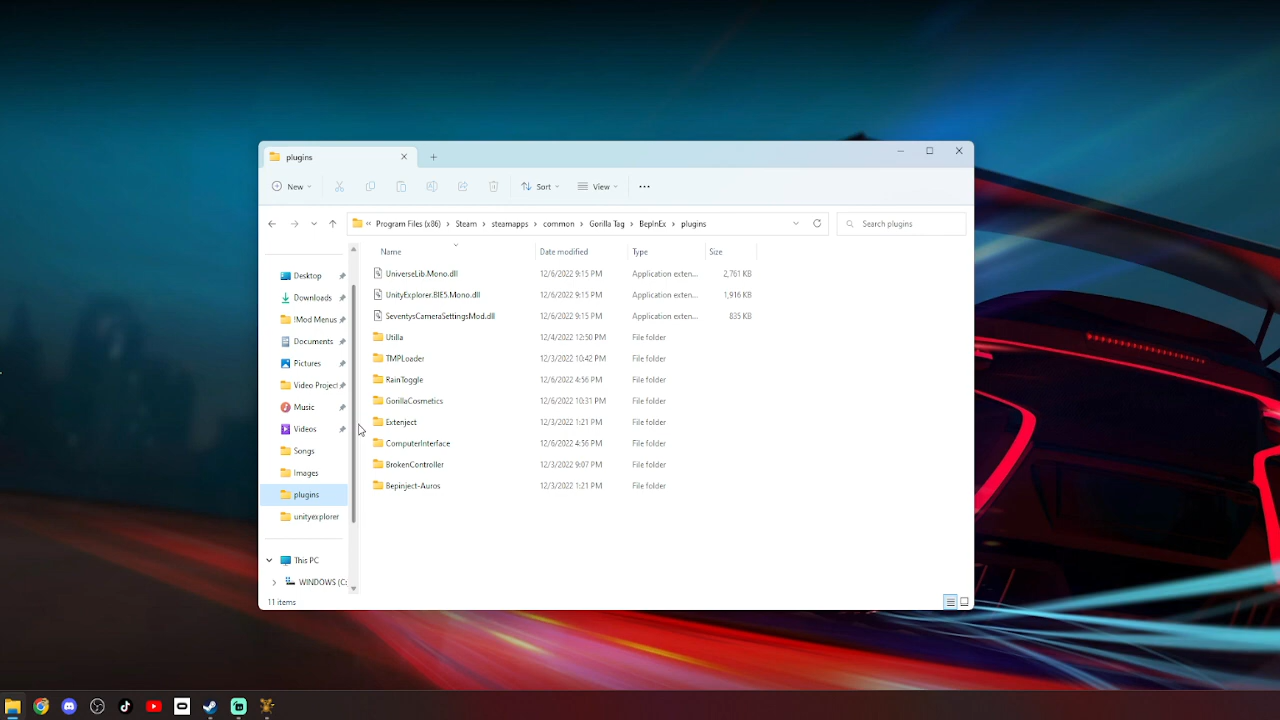 plugins
New
Sort
View
Program Files (x86) › Steam › steamapps › common › Gorilla Tag › BepInEx › plugins
Search plugins
Name Date modified Type Size
UniverseLib.Mono.dll 12/6/2022 9:15 PM Application exten... 2,761 KB
UnityExplorer.BIE5.Mono.dll 12/6/2022 9:15 PM Application exten... 1,916 KB
SeventysCameraSettingsMod.dll 12/6/2022 9:15 PM Application exten... 835 KB
Utilla 12/4/2022 12:50 PM File folder
TMPLoader 12/3/2022 10:42 PM File folder
RainToggle 12/6/2022 4:56 PM File folder
GorillaCosmetics 12/6/2022 10:31 PM File folder
Extenject 12/3/2022 1:21 PM File folder
ComputerInterface 12/6/2022 4:56 PM File folder
BrokenController 12/3/2022 9:07 PM File folder
Bepinject-Auros 12/3/2022 1:21 PM File folder
Desktop
Downloads
!Mod Menus
Documents
Pictures
Video Project
Music
Videos
Songs
Images
plugins
unityexplorer
This PC
WINDOWS (C:
11 items